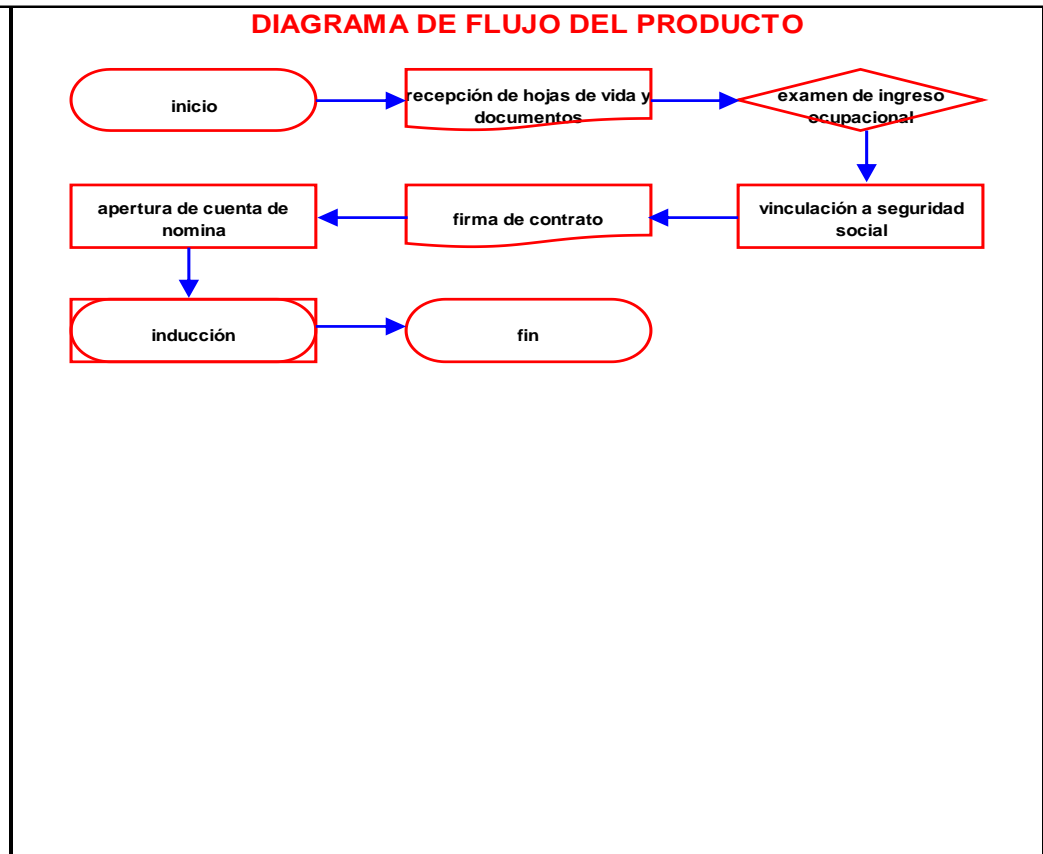 DIAGRAMA DE FLUJO DEL PRODUCTO
inicio
recepción de hojas de vida y
documentos
examen de ingreso
ocupacional
vinculación a seguridad
social
firma de contrato
apertura de cuenta de
nomina
inducción
fin